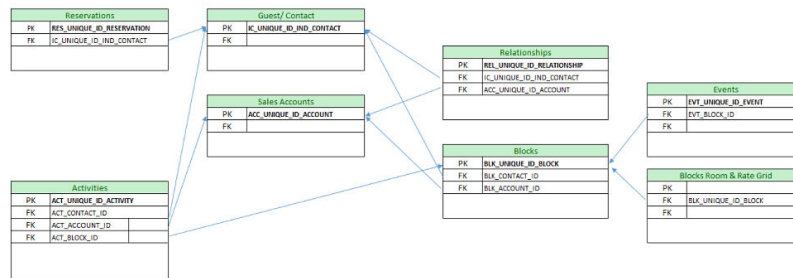 Reservations
PK RES_UNIQUE_ID_RESERVATION
FK IC_UNIQUE_ID_IND_CONTACT
Guest/ Contact
PK IC_UNIQUE_ID_IND_CONTACT
FK
Relationships
PK REL_UNIQUE_ID_RELATIONSHIP
FK IC_UNIQUE_ID_IND_CONTACT
FK ACC_UNIQUE_ID_ACCOUNT
Sales Accounts
PK ACC_UNIQUE_ID_ACCOUNT
FK
Events
PK EVT_UNIQUE_ID_EVENT
FK EVT_BLOCK_ID
FK
Blocks
PK BLK_UNIQUE_ID_BLOCK
FK BLK_CONTACT_ID
FK BLK_ACCOUNT_ID
Blocks Room & Rate Grid
PK
FK BLK_UNIQUE_ID_BLOCK
FK
Activities
PK ACT_UNIQUE_ID_ACTIVITY
FK ACT_CONTACT_ID
FK ACT_ACCOUNT_ID
FK ACT_BLOCK_ID